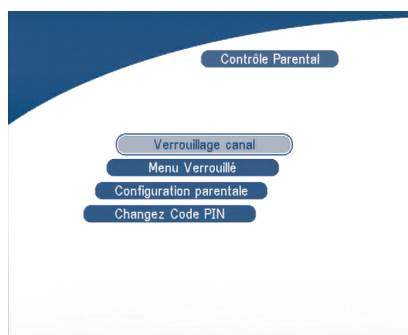 Contrôle Parental
Verrouillage canal
Menu Verrouillé
Configuration parentale
Changez Code PIN